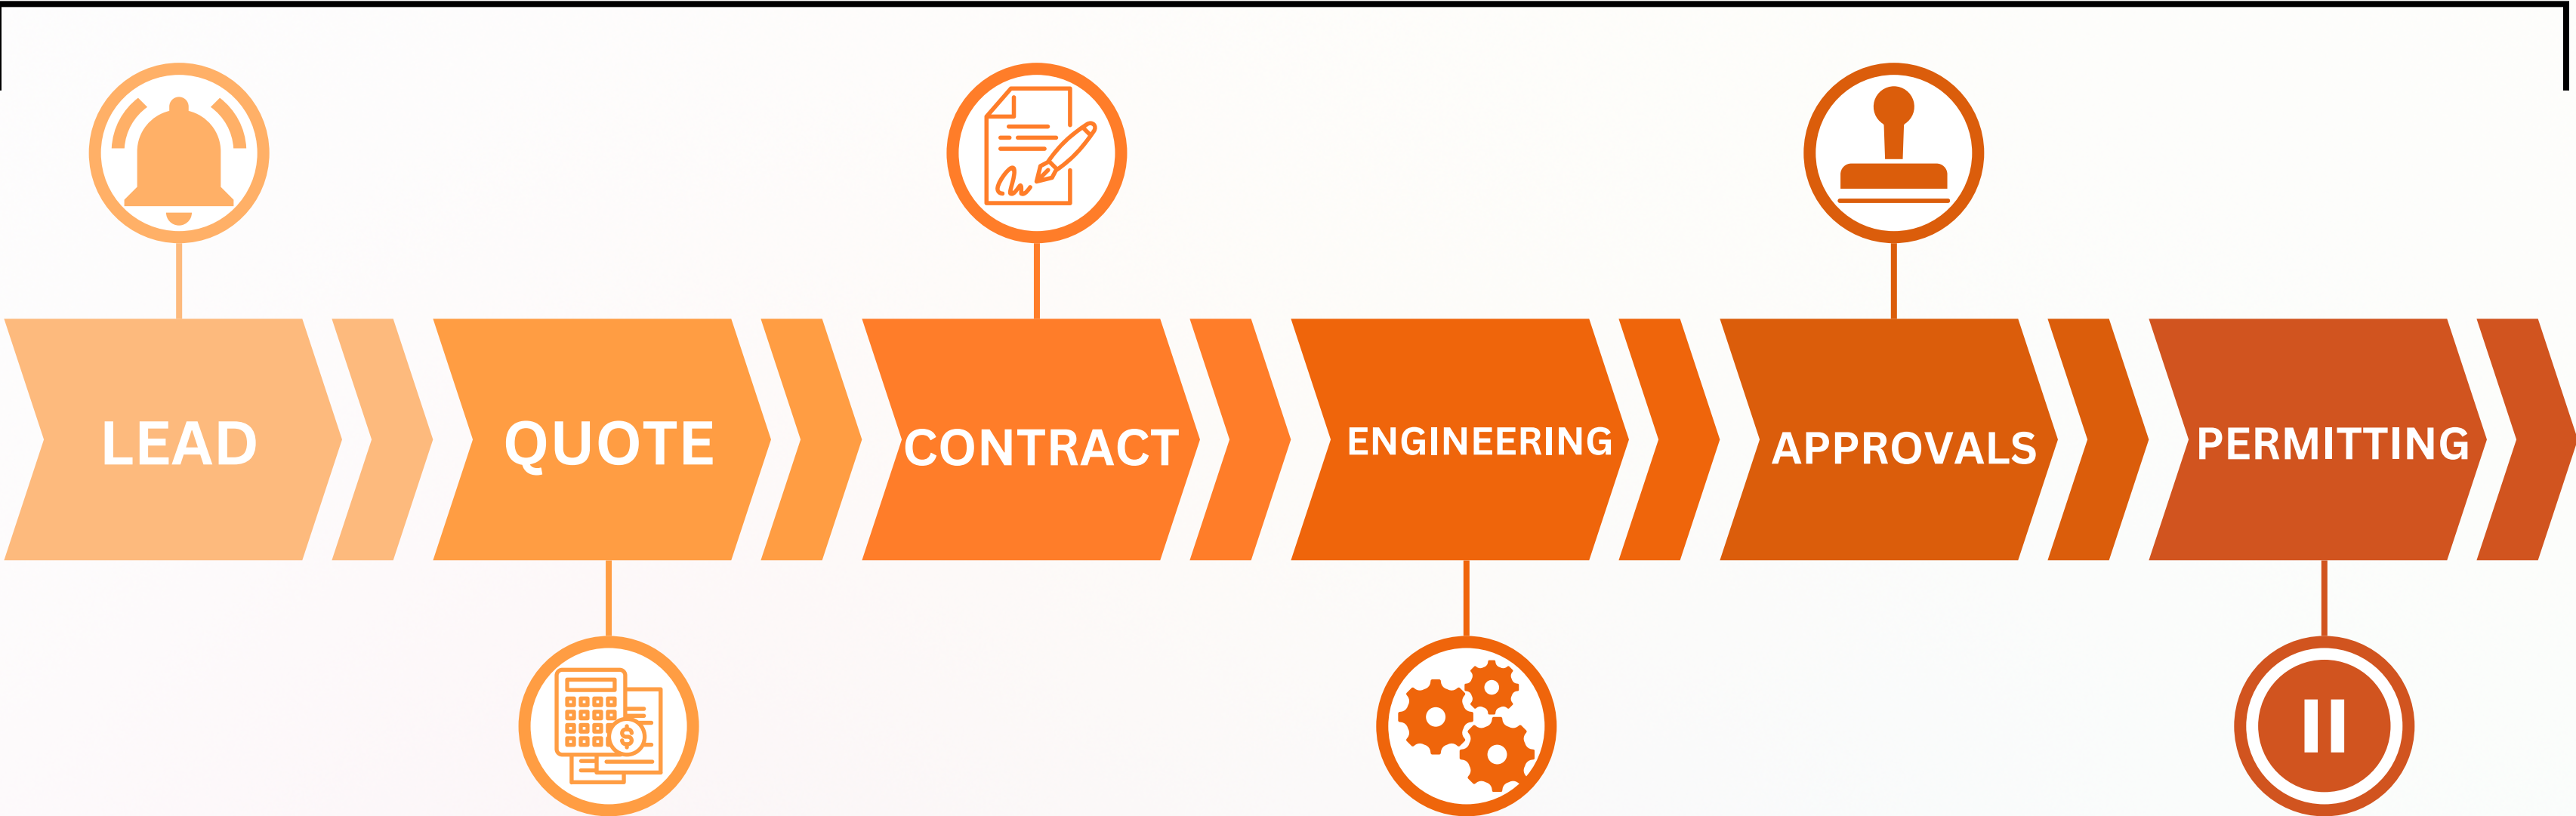 LEAD
QUOTE
CONTRACT
ENGINEERING
APPROVALS
PERMITTING
$